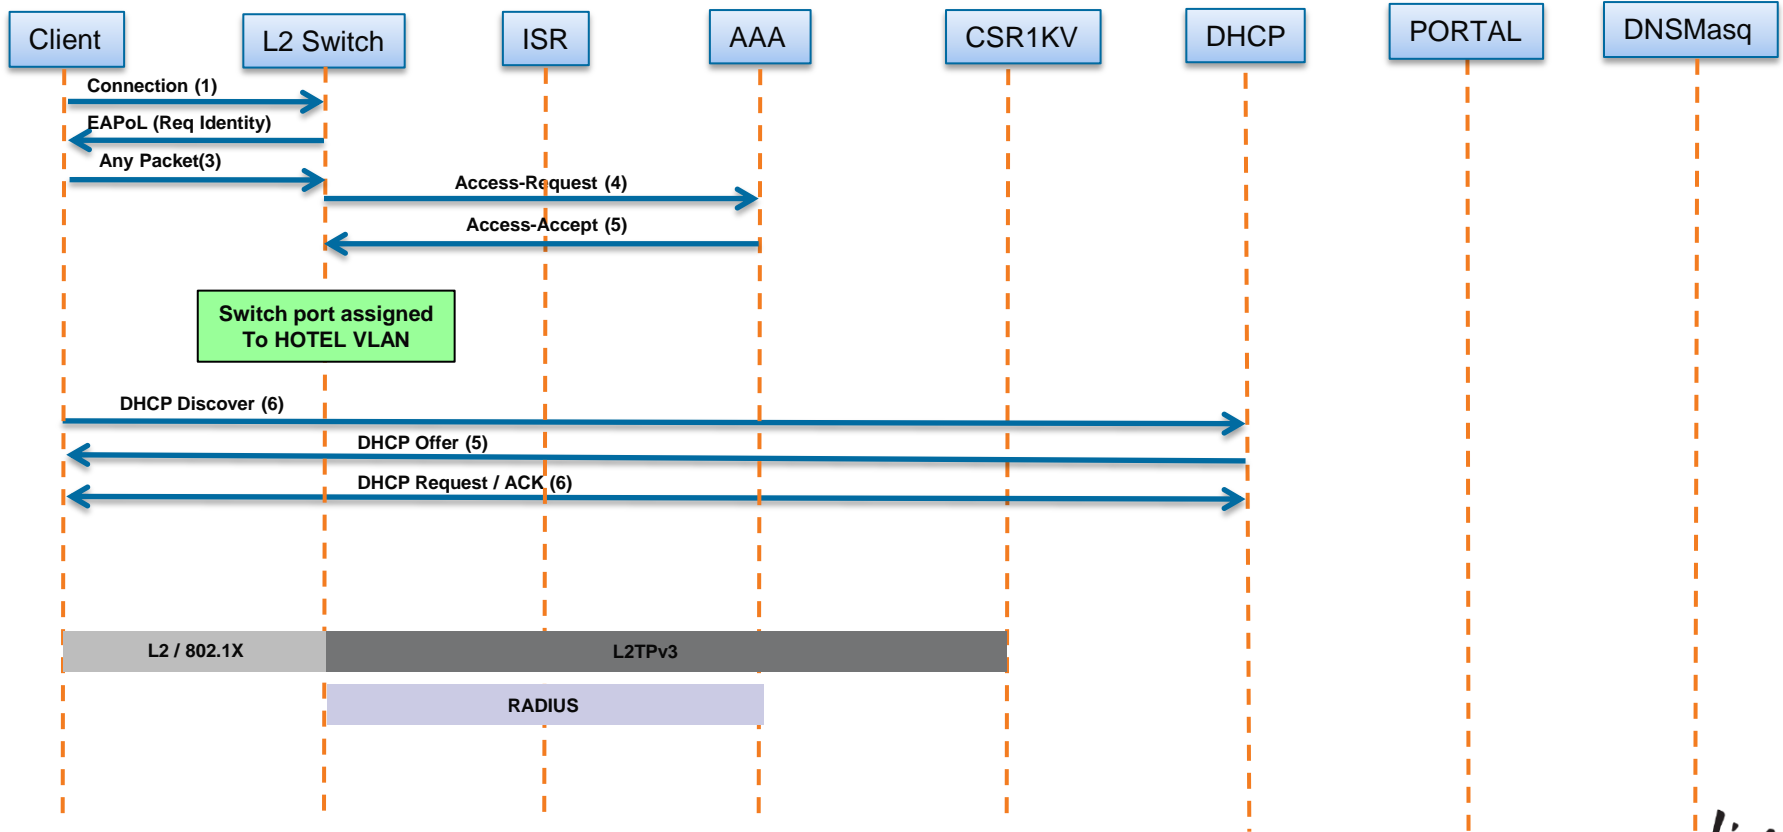 Client
L2 Switch
ISR
AAA
CSR1KV
DHCP
PORTAL
DNSMasq
Connection (1)
EAPoL (Req Identity)
Any Packet(3)
Access-Request (4)
Access-Accept (5)
Switch port assigned
To HOTEL VLAN
DHCP Discover (6)
DHCP Offer (5)
DHCP Request / ACK (6)
L2 / 802.1X
L2TPv3
RADIUS